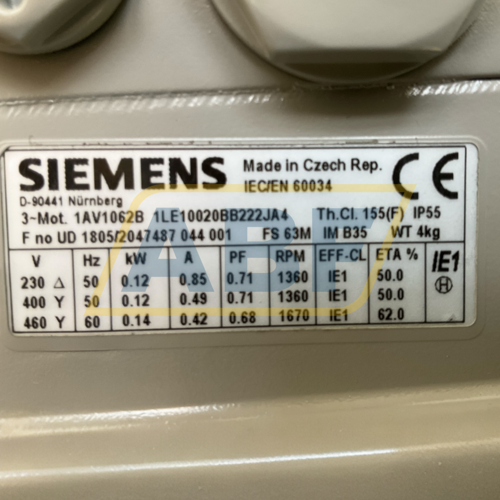 SIEMENS Made in Czech Rep. CE
D-90441 Nürnberg IEC/EN 60034
3~Mot. 1AV1062B 1LE10020BB222JA4 Th.Cl. 155(F) IP55
F no UD 1805/2047487 044 001 FS 63M IM B35 WT 4kg
V Hz kW A PF RPM EFF-CL ETA % IE1
230 Δ 50 0.12 0.85 0.71 1360 IE1 50.0 H
400 Y 50 0.12 0.49 0.71 1360 IE1 50.0
460 Y 60 0.14 0.42 0.68 1670 IE1 62.0
ABF